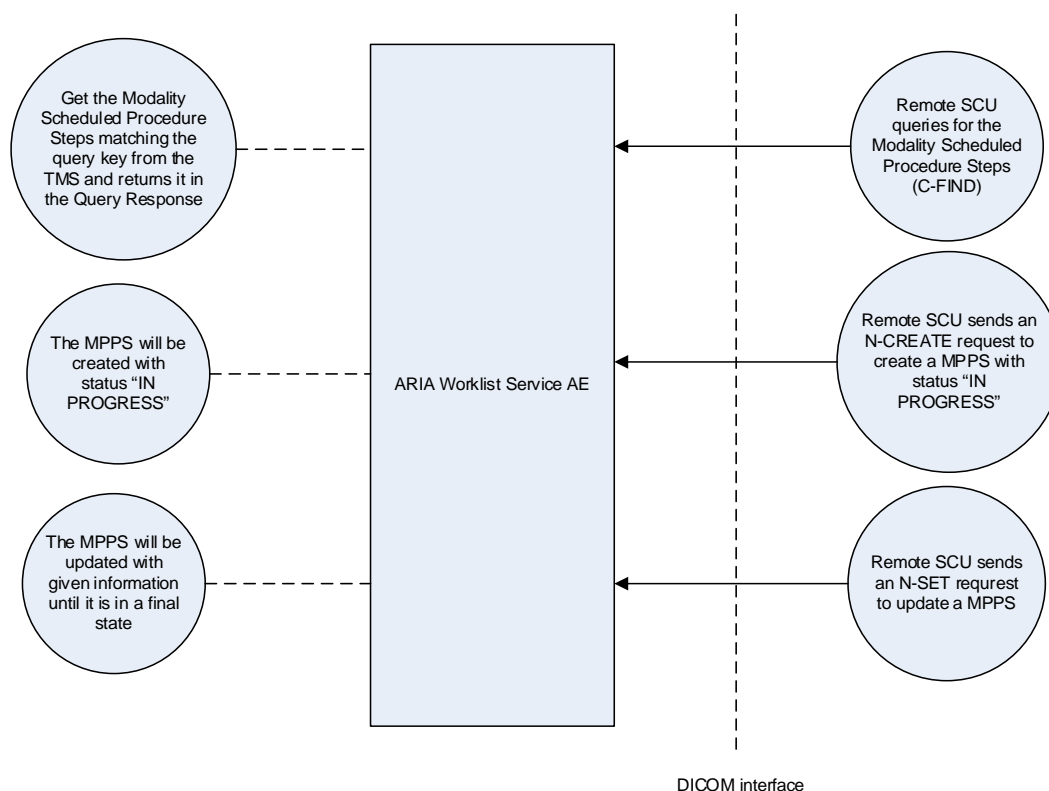 Get the Modality
Scheduled Procedure
Steps matching the
query key from the
TMS and returns it in
the Query Response
Remote SCU
queries for the
Modality Scheduled
Procedure Steps
(C-FIND)
The MPPS will be
created with
status “IN
PROGRESS”
ARIA Worklist Service AE
Remote SCU sends an
N-CREATE request to
create a MPPS with
status “IN
PROGRESS”
The MPPS will be
updated with
given information
until it is in a final
state
Remote SCU sends
an N-SET requrest
to update a MPPS
DICOM interface